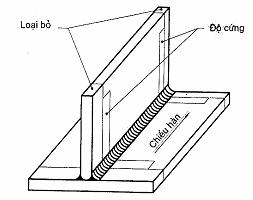 Loại bỏ
Độ cứng
Chiều hàn